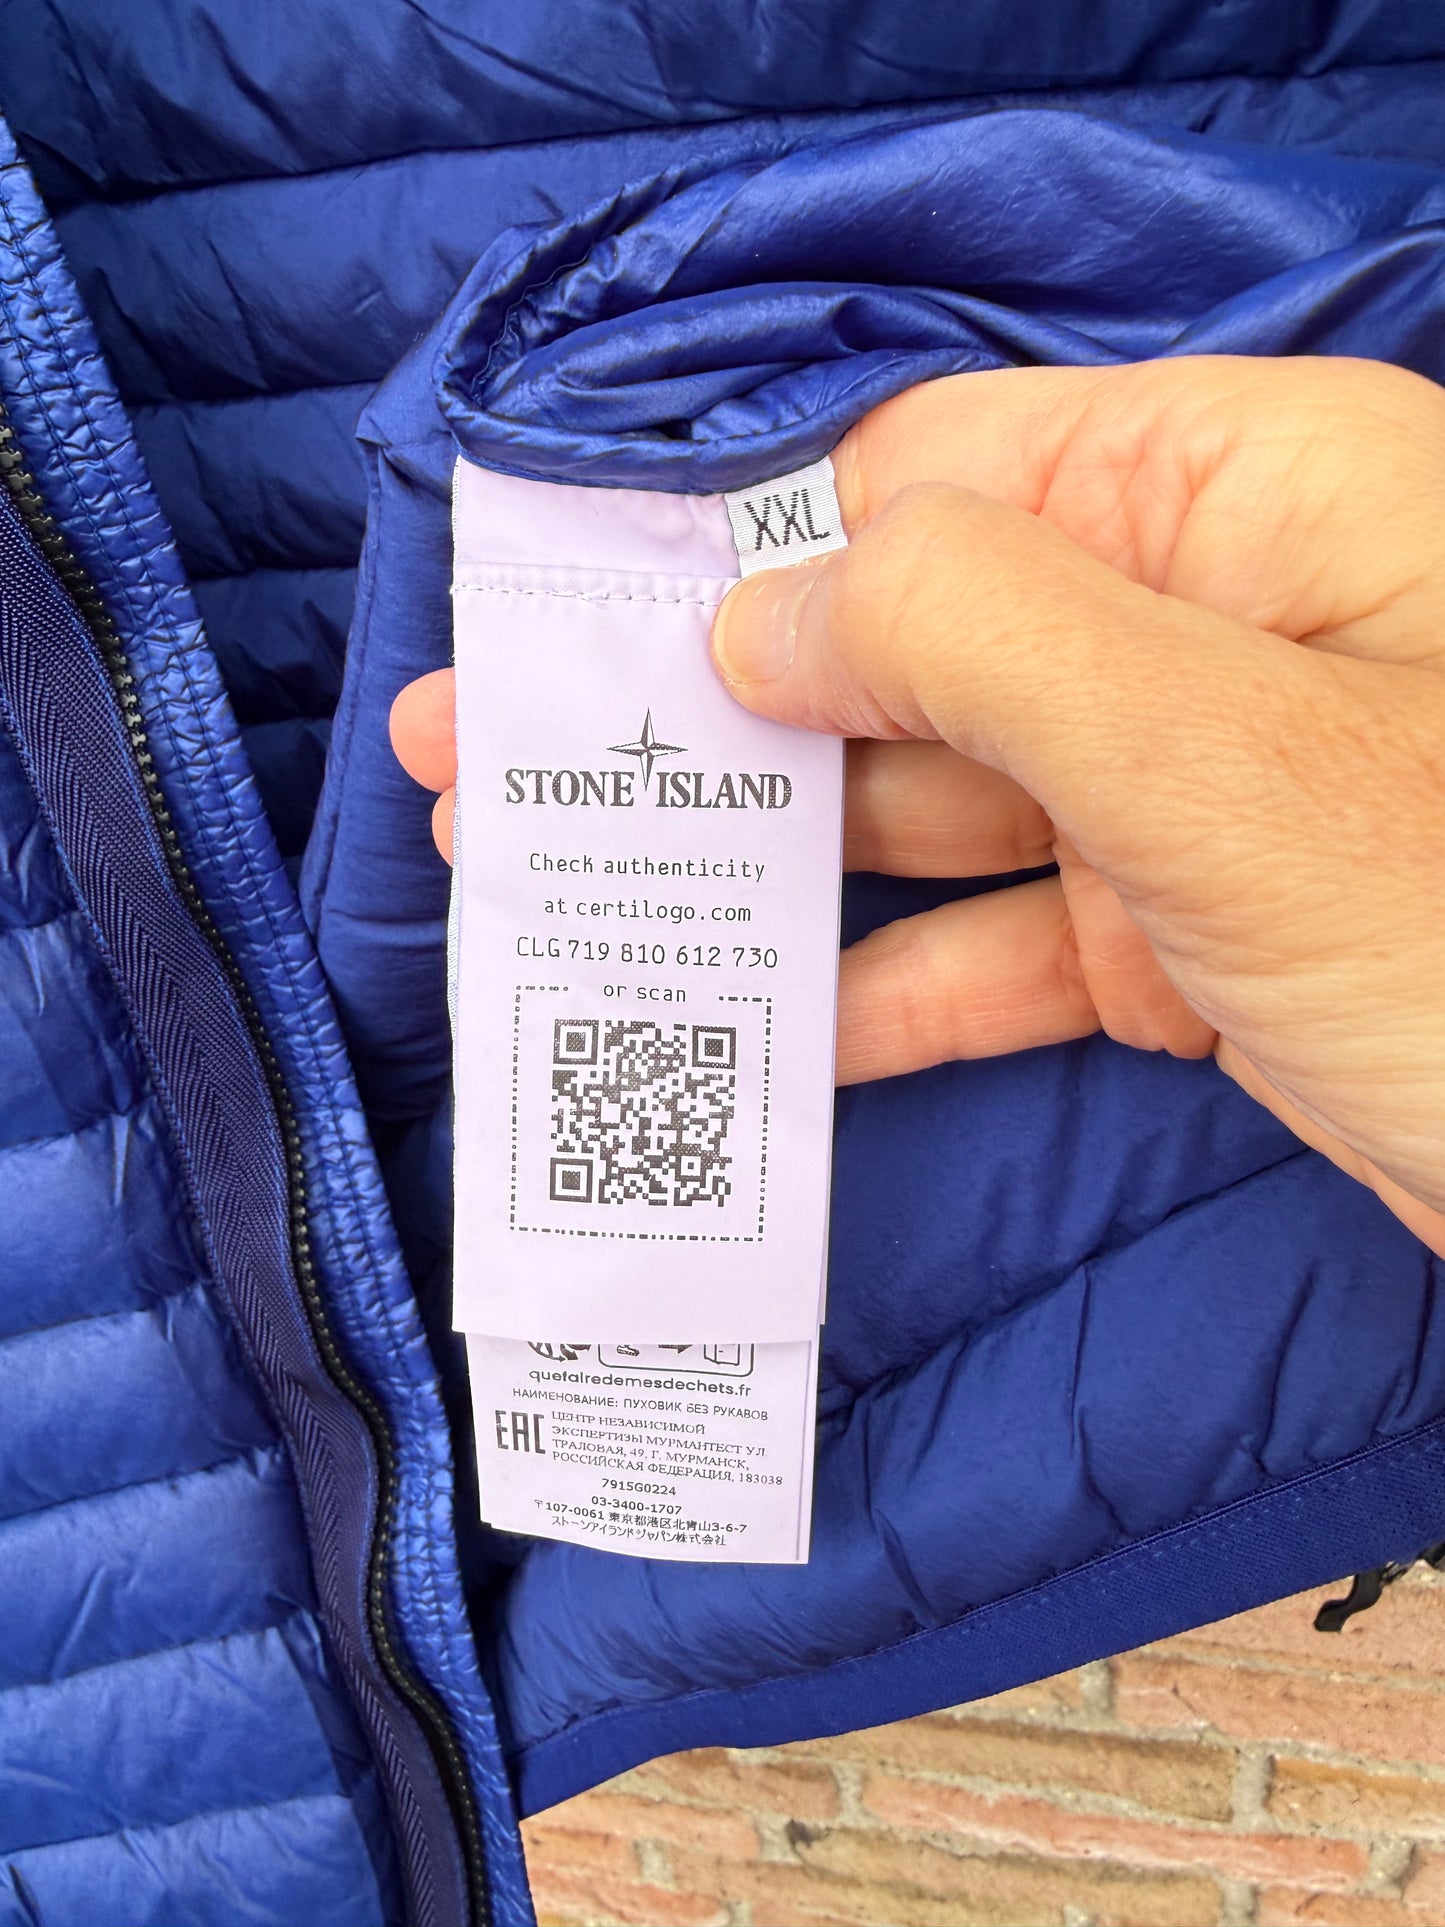 XXL
STONE ISLAND
Check authenticity
at certilogo.com
CLG 719 810 612 730
or scan
quefairedemesdechets.fr
НАИМЕНОВАНИЕ: ПУХОВИК БЕЗ РУКАВОВ
EAC
ЦЕНТР НЕЗАВИСИМОЙ
ЭКСПЕРТИЗЫ МУРМАНТЕСТ УЛ.
ТРАЛОВАЯ, 49, Г. МУРМАНСК,
РОССИЙСКАЯ ФЕДЕРАЦИЯ, 183038
7915G0224
03-3400-1707
〒107-0061 東京都港区北青山3-6-7
ストーンアイランドジャパン株式会社